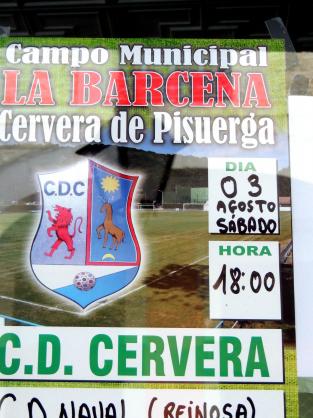 Campo Municipal
LA BARCENA
Cervera de Pisuerga
C.D.C
DIA
03
AGOSTO
SÁBADO
HORA
18:00
C.D. CERVERA
C.D NAVAL (REINOSA)